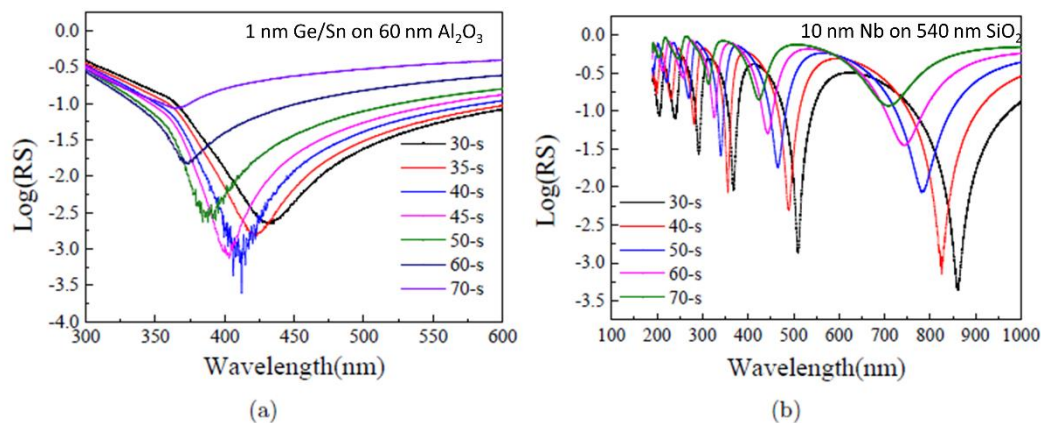 1 nm Ge/Sn on 60 nm Al₂O₃
Log(RS)
0.0
-0.5
-1.0
-1.5
-2.0
-2.5
-3.0
-3.5
-4.0
30-s
35-s
40-s
45-s
50-s
60-s
70-s
300 350 400 450 500 550 600
Wavelength(nm)
(a)
10 nm Nb on 540 nm SiO₂
Log(RS)
0.0
-0.5
-1.0
-1.5
-2.0
-2.5
-3.0
-3.5
30-s
40-s
50-s
60-s
70-s
100 200 300 400 500 600 700 800 900 1000
Wavelength(nm)
(b)